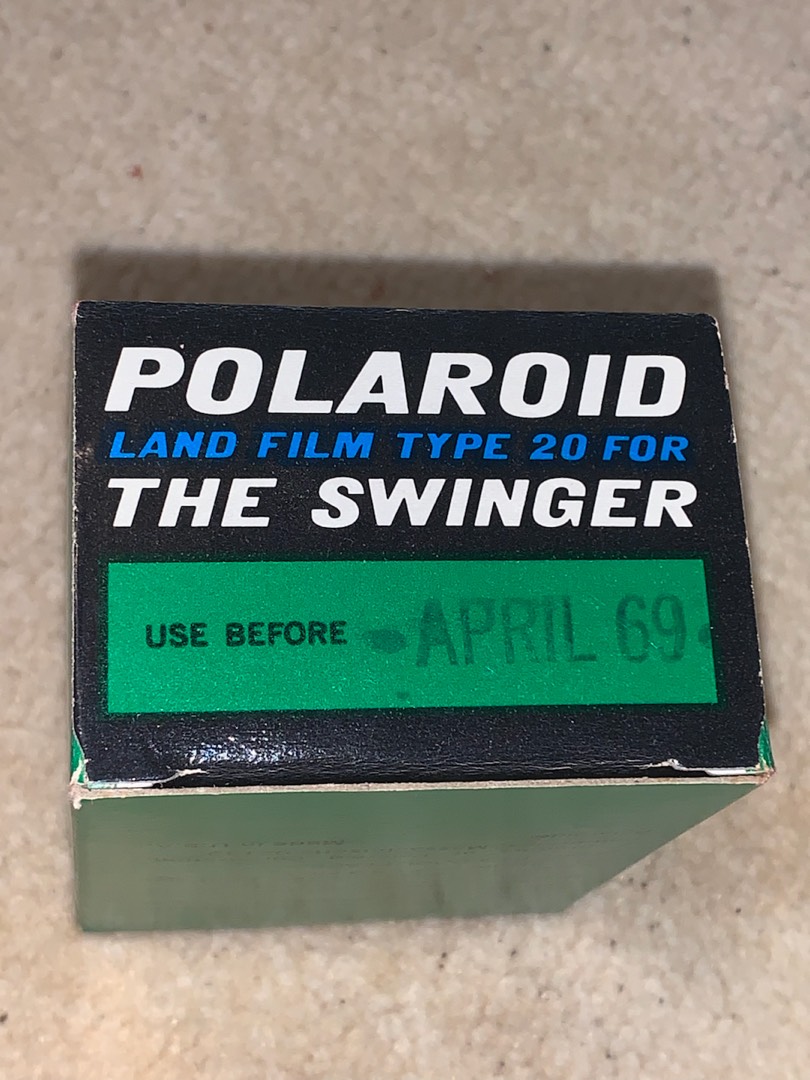 POLAROID
LAND FILM TYPE 20 FOR
THE SWINGER
USE BEFORE APRIL 69